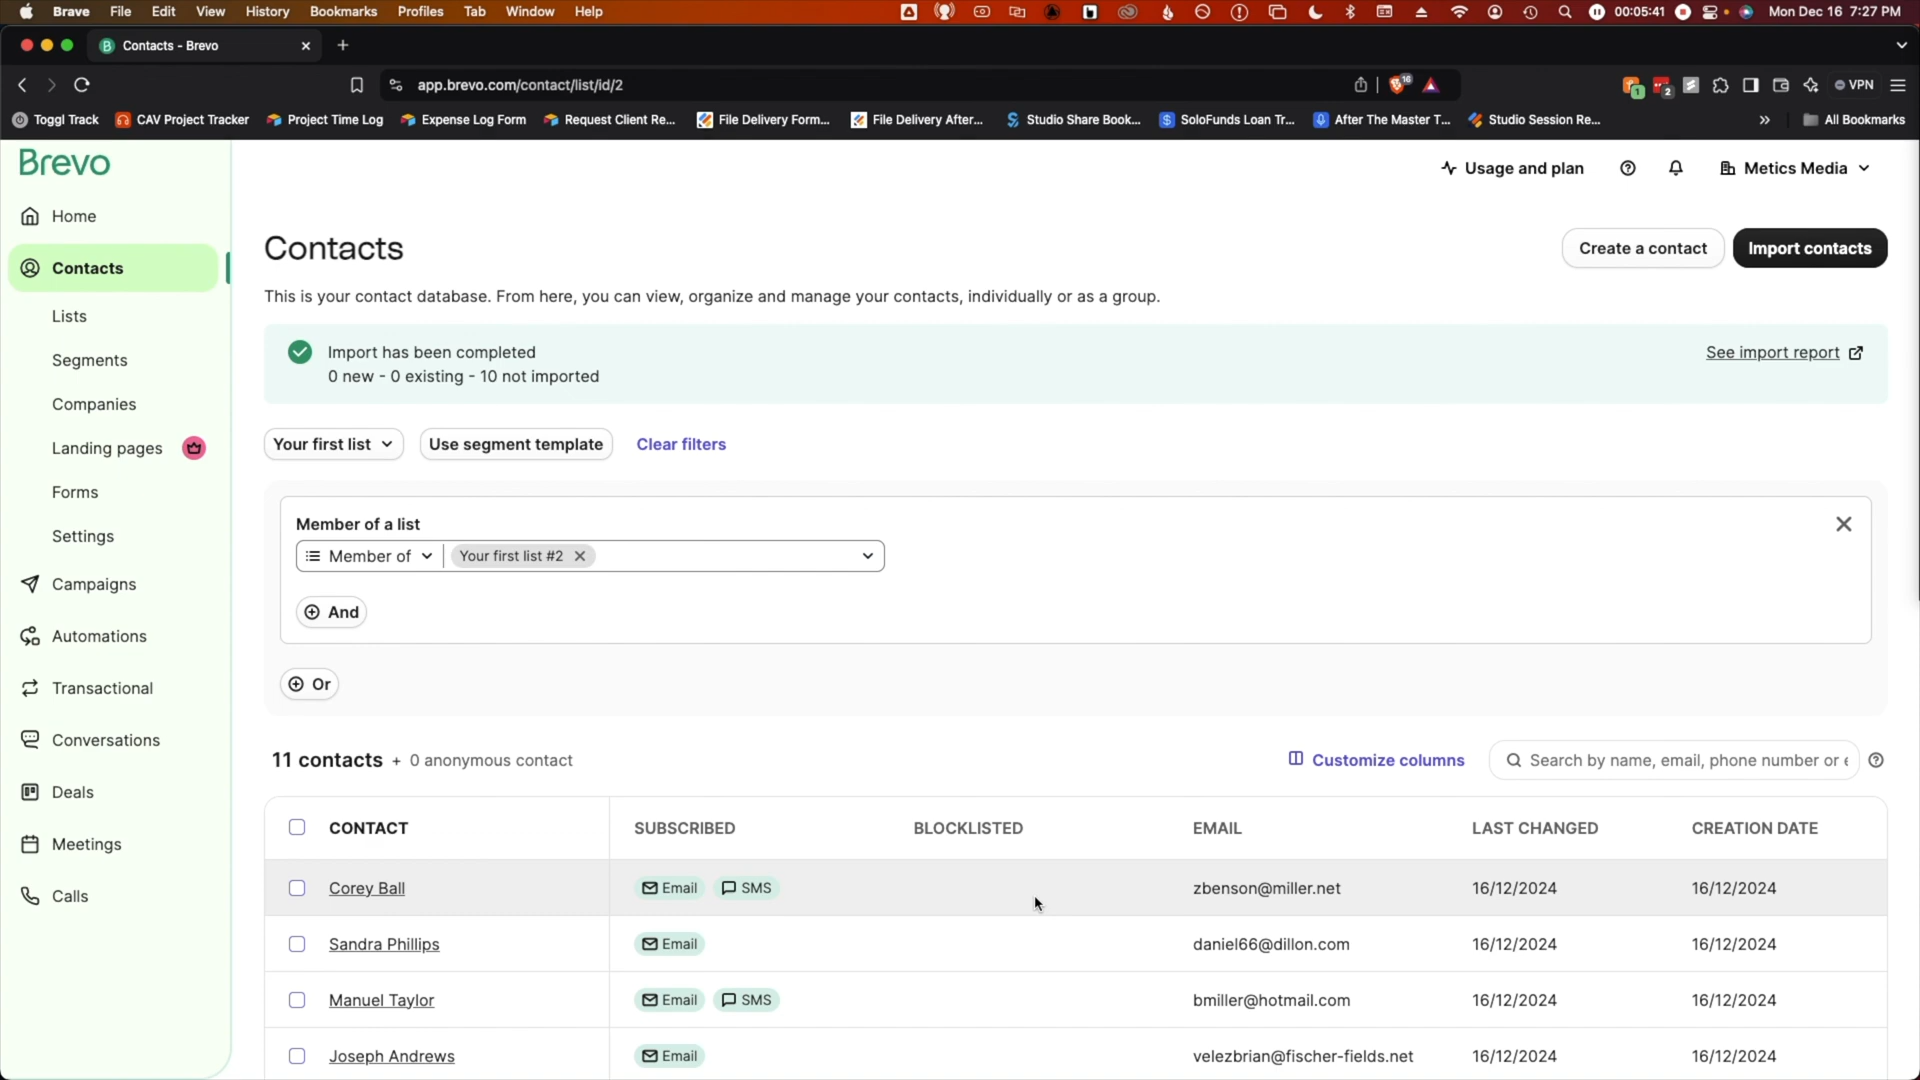 Brave File Edit View History Bookmarks Profiles Tab Window Help 00:05:41 Mon Dec 16 7:27 PM
Contacts - Brevo
app.brevo.com/contact/list/id/2 16 1 2 VPN
Toggl Track CAV Project Tracker Project Time Log Expense Log Form Request Client Re... File Delivery Form... File Delivery After... Studio Share Book... SoloFunds Loan Tr... After The Master T... Studio Session Re... » All Bookmarks
Brevo
Usage and plan Metics Media
Home
Contacts
Lists
Segments
Companies
Landing pages
Forms
Settings
Campaigns
Automations
Transactional
Conversations
Deals
Meetings
Calls
Contacts
Create a contact Import contacts
This is your contact database. From here, you can view, organize and manage your contacts, individually or as a group.
Import has been completed
0 new - 0 existing - 10 not imported
See import report
Your first list Use segment template Clear filters
Member of a list
Member of Your first list #2
And
Or
11 contacts + 0 anonymous contact
Customize columns Search by name, email, phone number or e
CONTACT SUBSCRIBED BLOCKLISTED EMAIL LAST CHANGED CREATION DATE
Corey Ball Email SMS zbenson@miller.net 16/12/2024 16/12/2024
Sandra Phillips Email daniel66@dillon.com 16/12/2024 16/12/2024
Manuel Taylor Email SMS bmiller@hotmail.com 16/12/2024 16/12/2024
Joseph Andrews Email velezbrian@fischer-fields.net 16/12/2024 16/12/2024